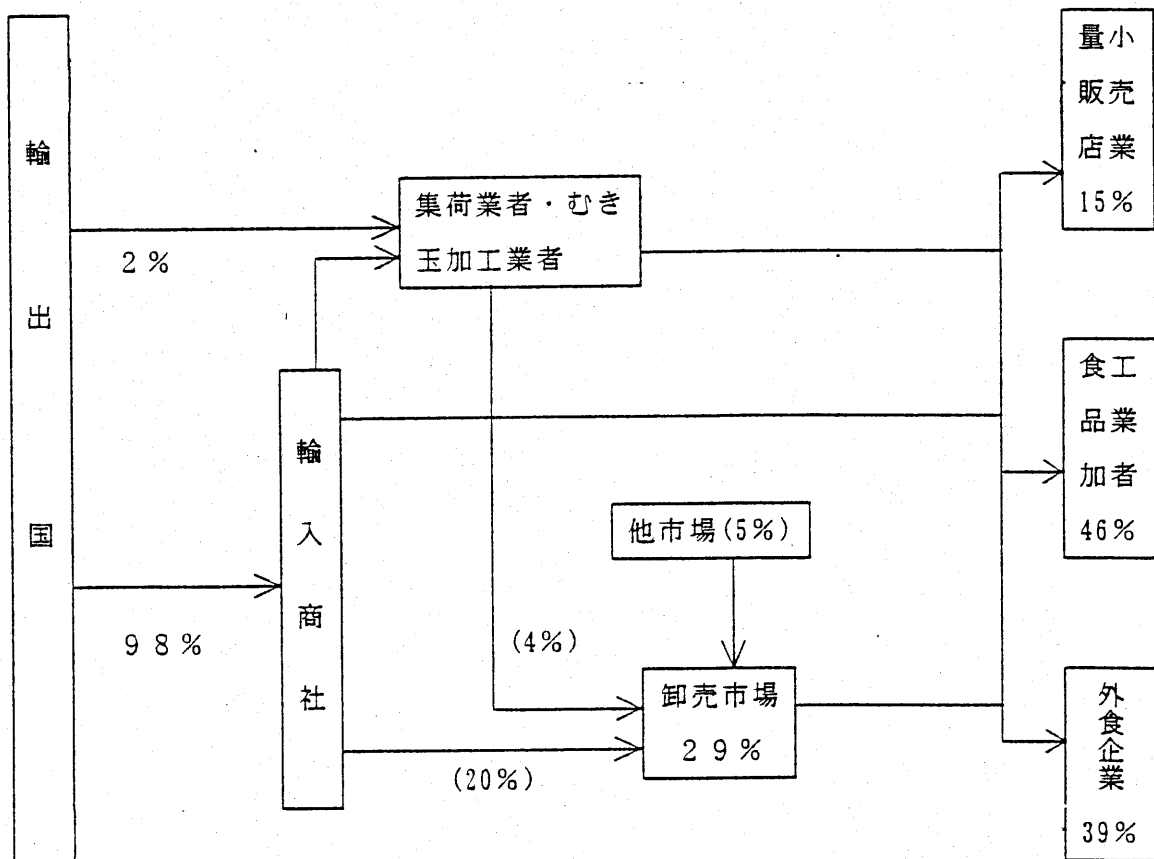 輸出国
2%
98%
集荷業者・むき
玉加工業者
輸入商社
他市場(5%)
(4%)
(20%)
卸売市場
29%
量小
販売
店業
15%
食工
品業
加者
46%
外食企業
39%